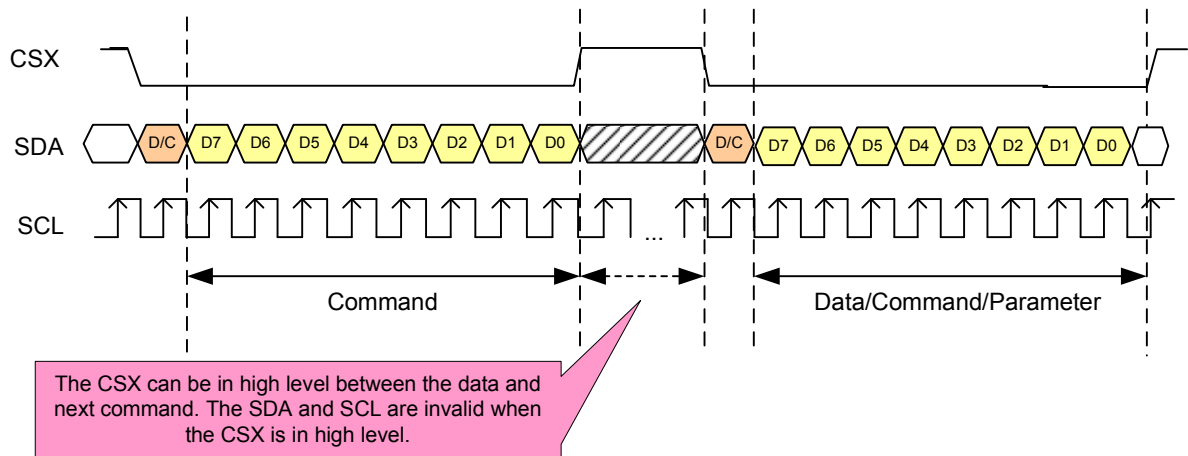 CSX
SDA D/C D7 D6 D5 D4 D3 D2 D1 D0 D/C D7 D6 D5 D4 D3 D2 D1 D0
SCL ...
Command Data/Command/Parameter
The CSX can be in high level between the data and
next command. The SDA and SCL are invalid when
the CSX is in high level.